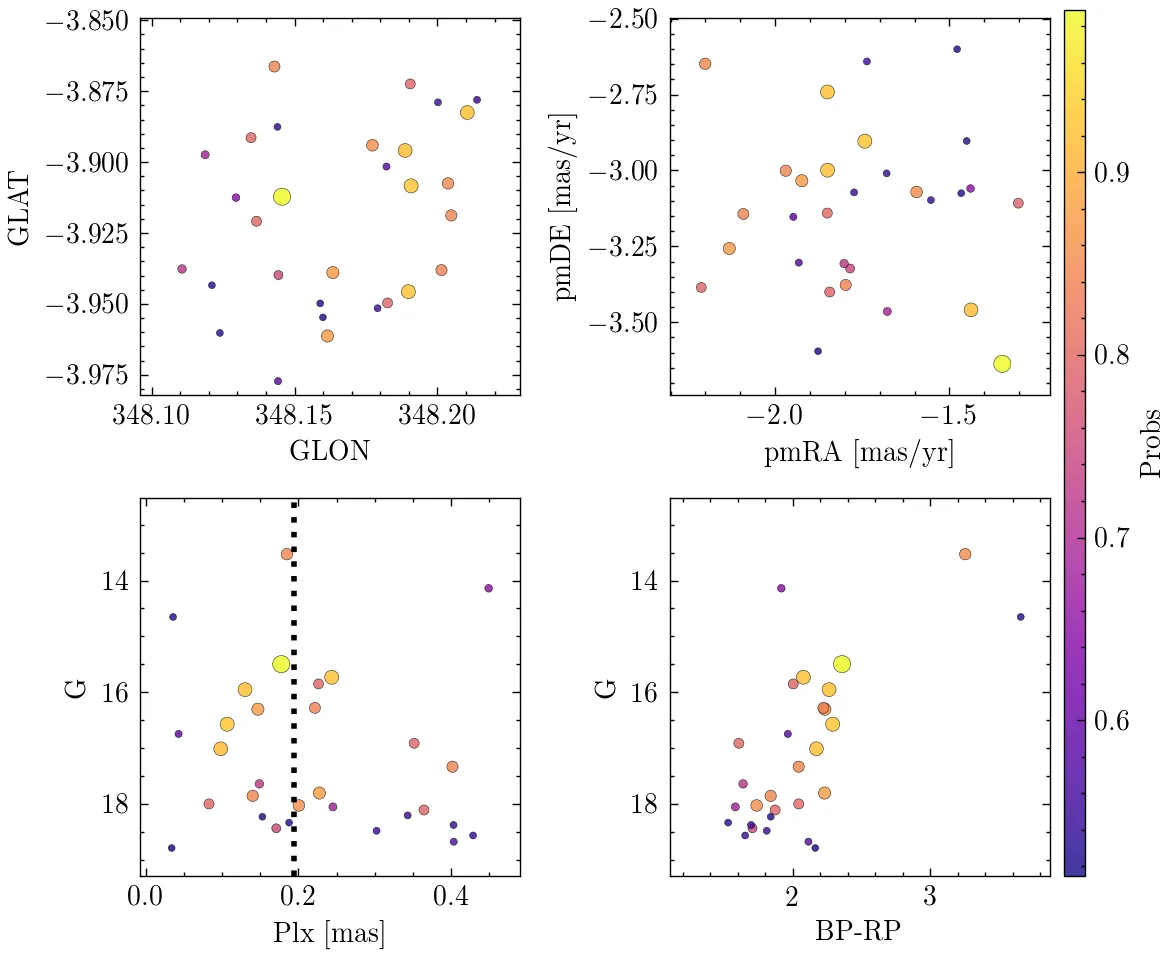 −3.850
−3.875
−3.900
−3.925
−3.950
−3.975
GLAT
348.10 348.15 348.20
GLON
−2.50
−2.75
−3.00
−3.25
−3.50
pmDE [mas/yr]
−2.0 −1.5
pmRA [mas/yr]
14
16
18
G
0.0 0.2 0.4
Plx [mas]
14
16
18
G
2 3
BP-RP
0.9
0.8
0.7
0.6
Probs